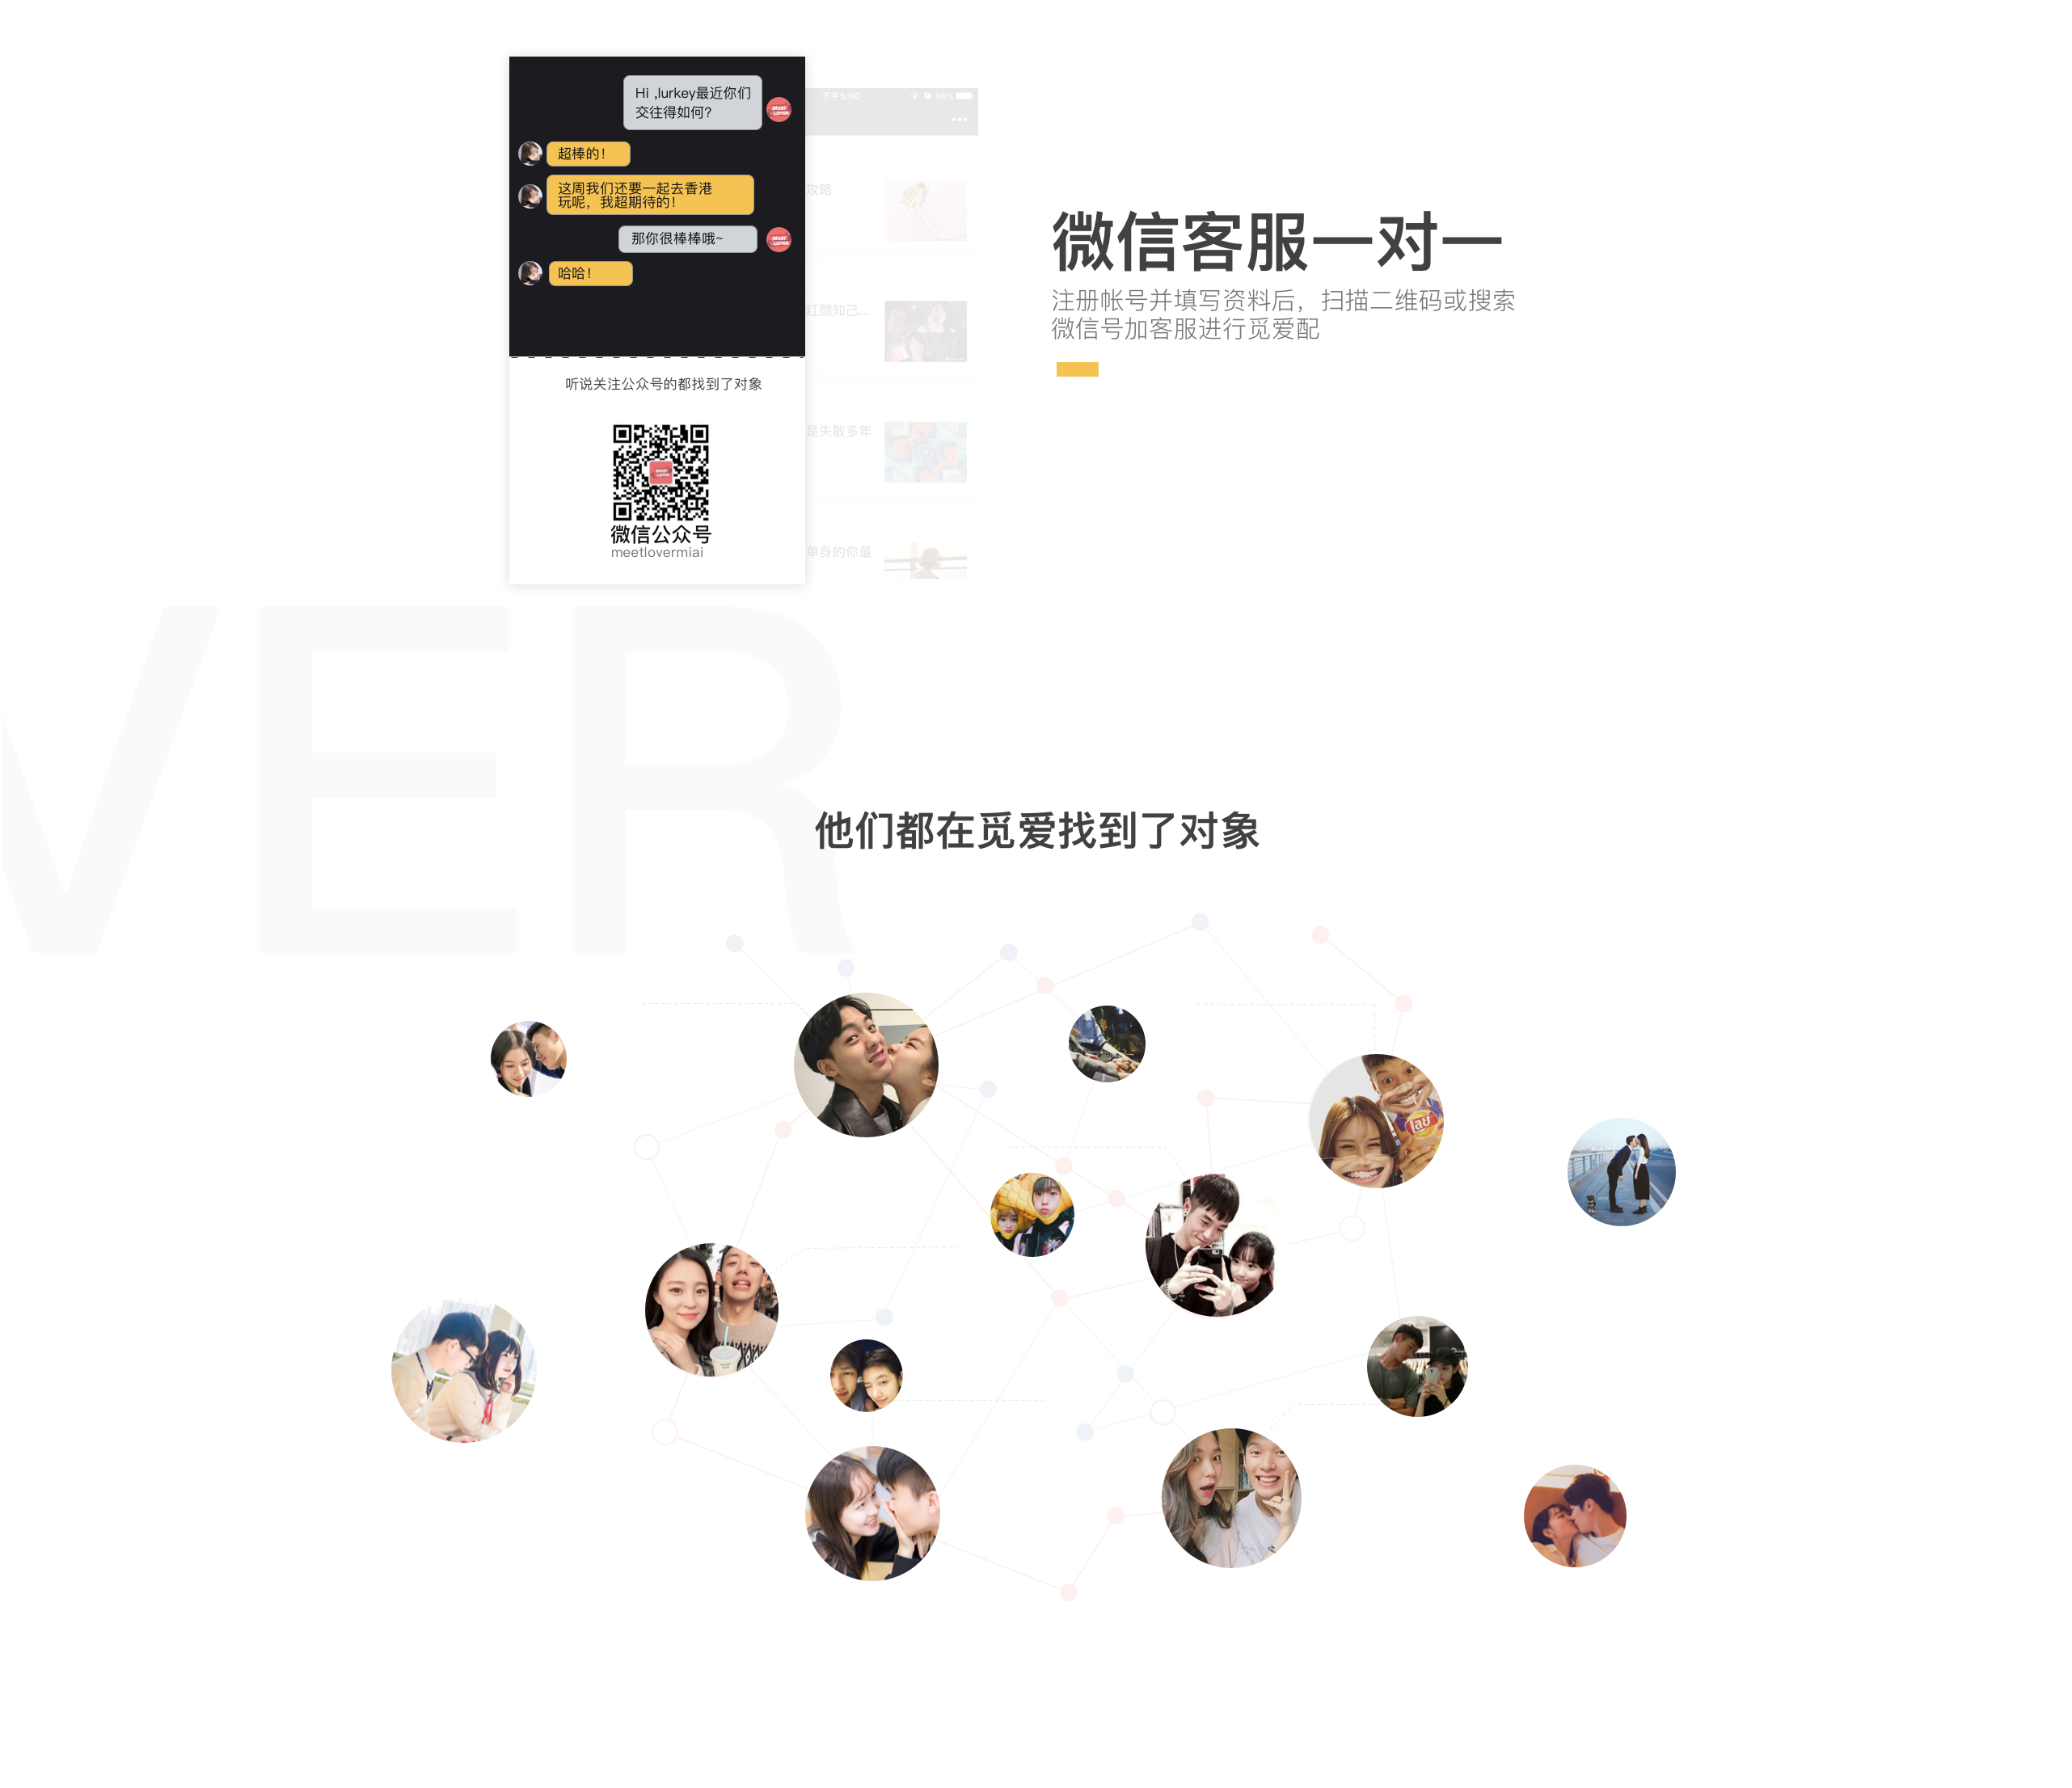 Hi ,lurkey最近你们
交往得如何?
超棒的!
这周我们还要一起去香港
玩呢，我超期待的!
那你很棒棒哦~
哈哈!
听说关注公众号的都找到了对象
微信公众号
meetlovermiai
下午5:00
96%
攻略
红颜知己...
是失散多年
单身的你最
微信客服一对一
注册帐号并填写资料后，扫描二维码或搜索
微信号加客服进行觅爱配
VER
他们都在觅爱找到了对象